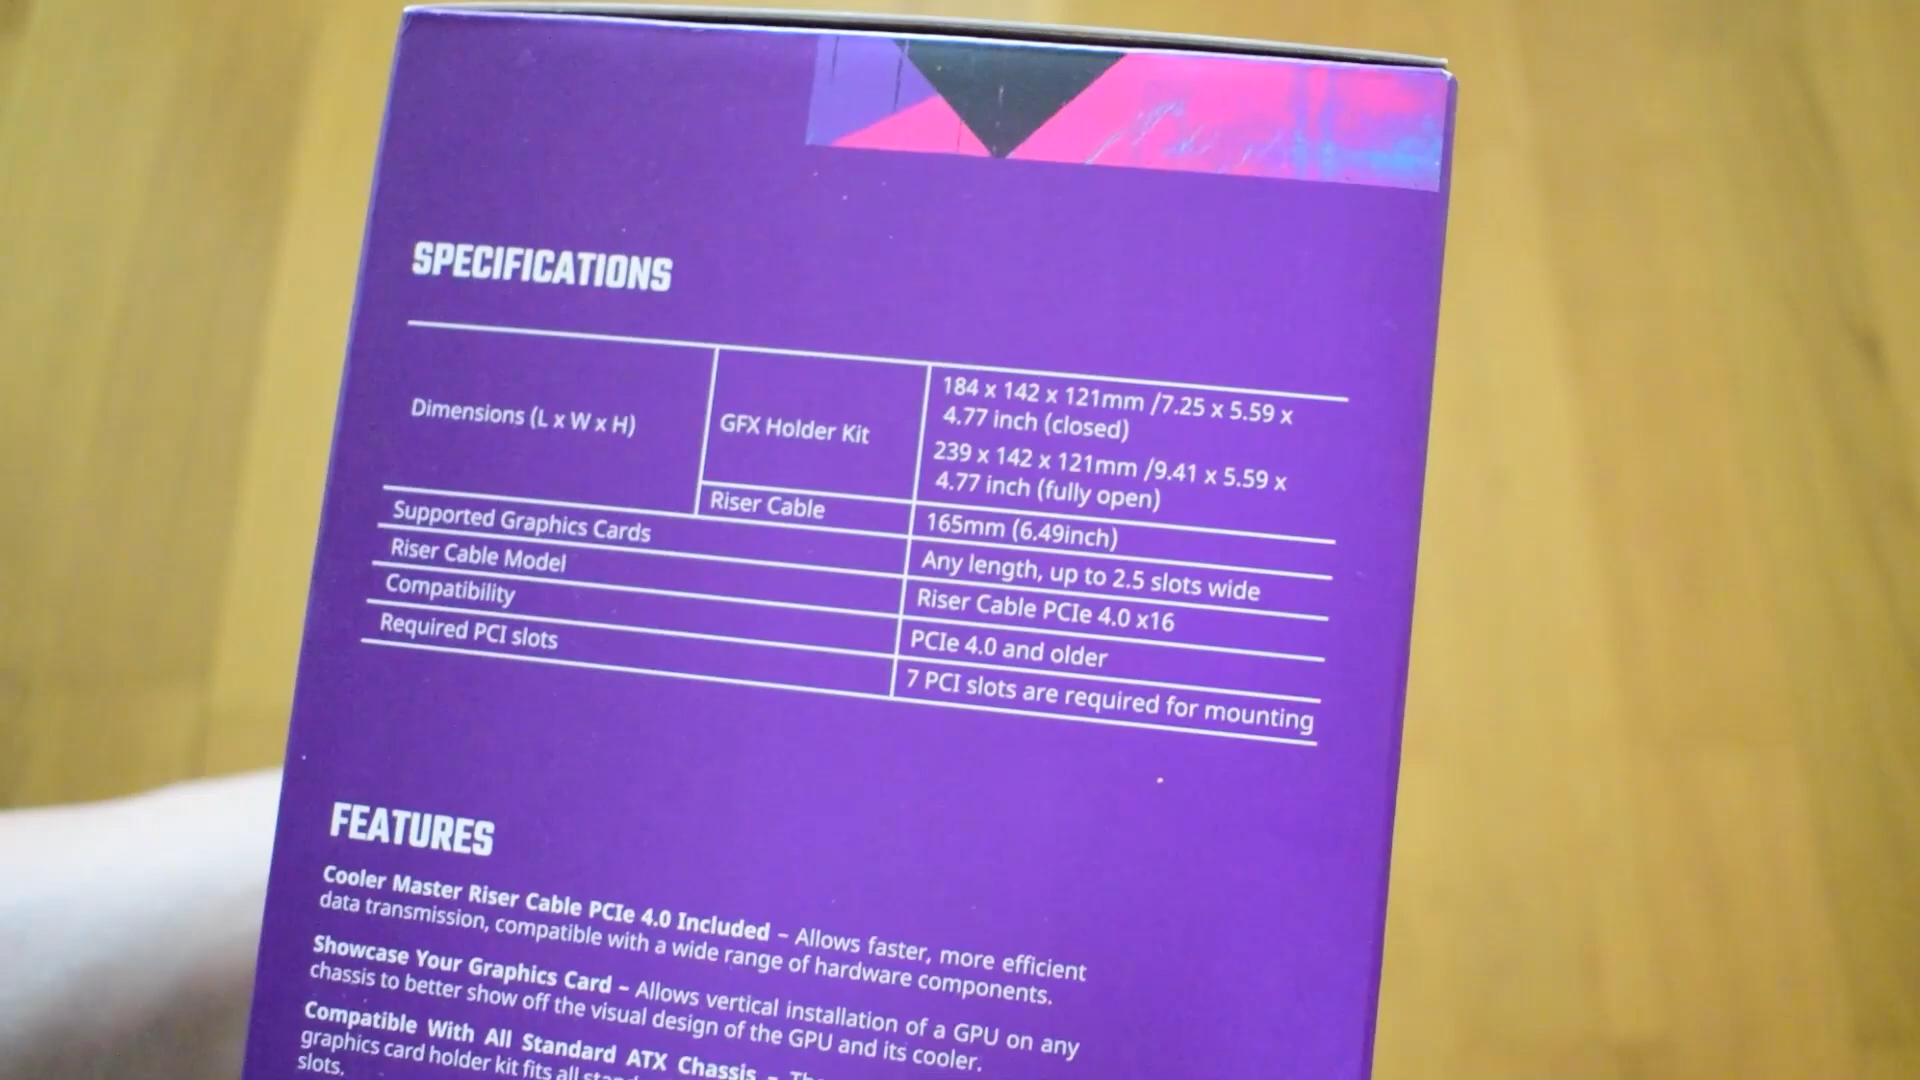 SPECIFICATIONS
Dimensions (L x W x H)
GFX Holder Kit
184 x 142 x 121mm /7.25 x 5.59 x
4.77 inch (closed)
239 x 142 x 121mm /9.41 x 5.59 x
4.77 inch (fully open)
Riser Cable
165mm (6.49inch)
Supported Graphics Cards
Any length, up to 2.5 slots wide
Riser Cable Model
Riser Cable PCIe 4.0 x16
Compatibility
PCIe 4.0 and older
Required PCI slots
7 PCI slots are required for mounting
FEATURES
Cooler Master Riser Cable PCIe 4.0 Included – Allows faster, more efficient
data transmission, compatible with a wide range of hardware components.
Showcase Your Graphics Card – Allows vertical installation of a GPU on any
chassis to better show off the visual design of the GPU and its cooler.
Compatible With All Standard ATX Chassis –
graphics card holder kit fits all
slots.